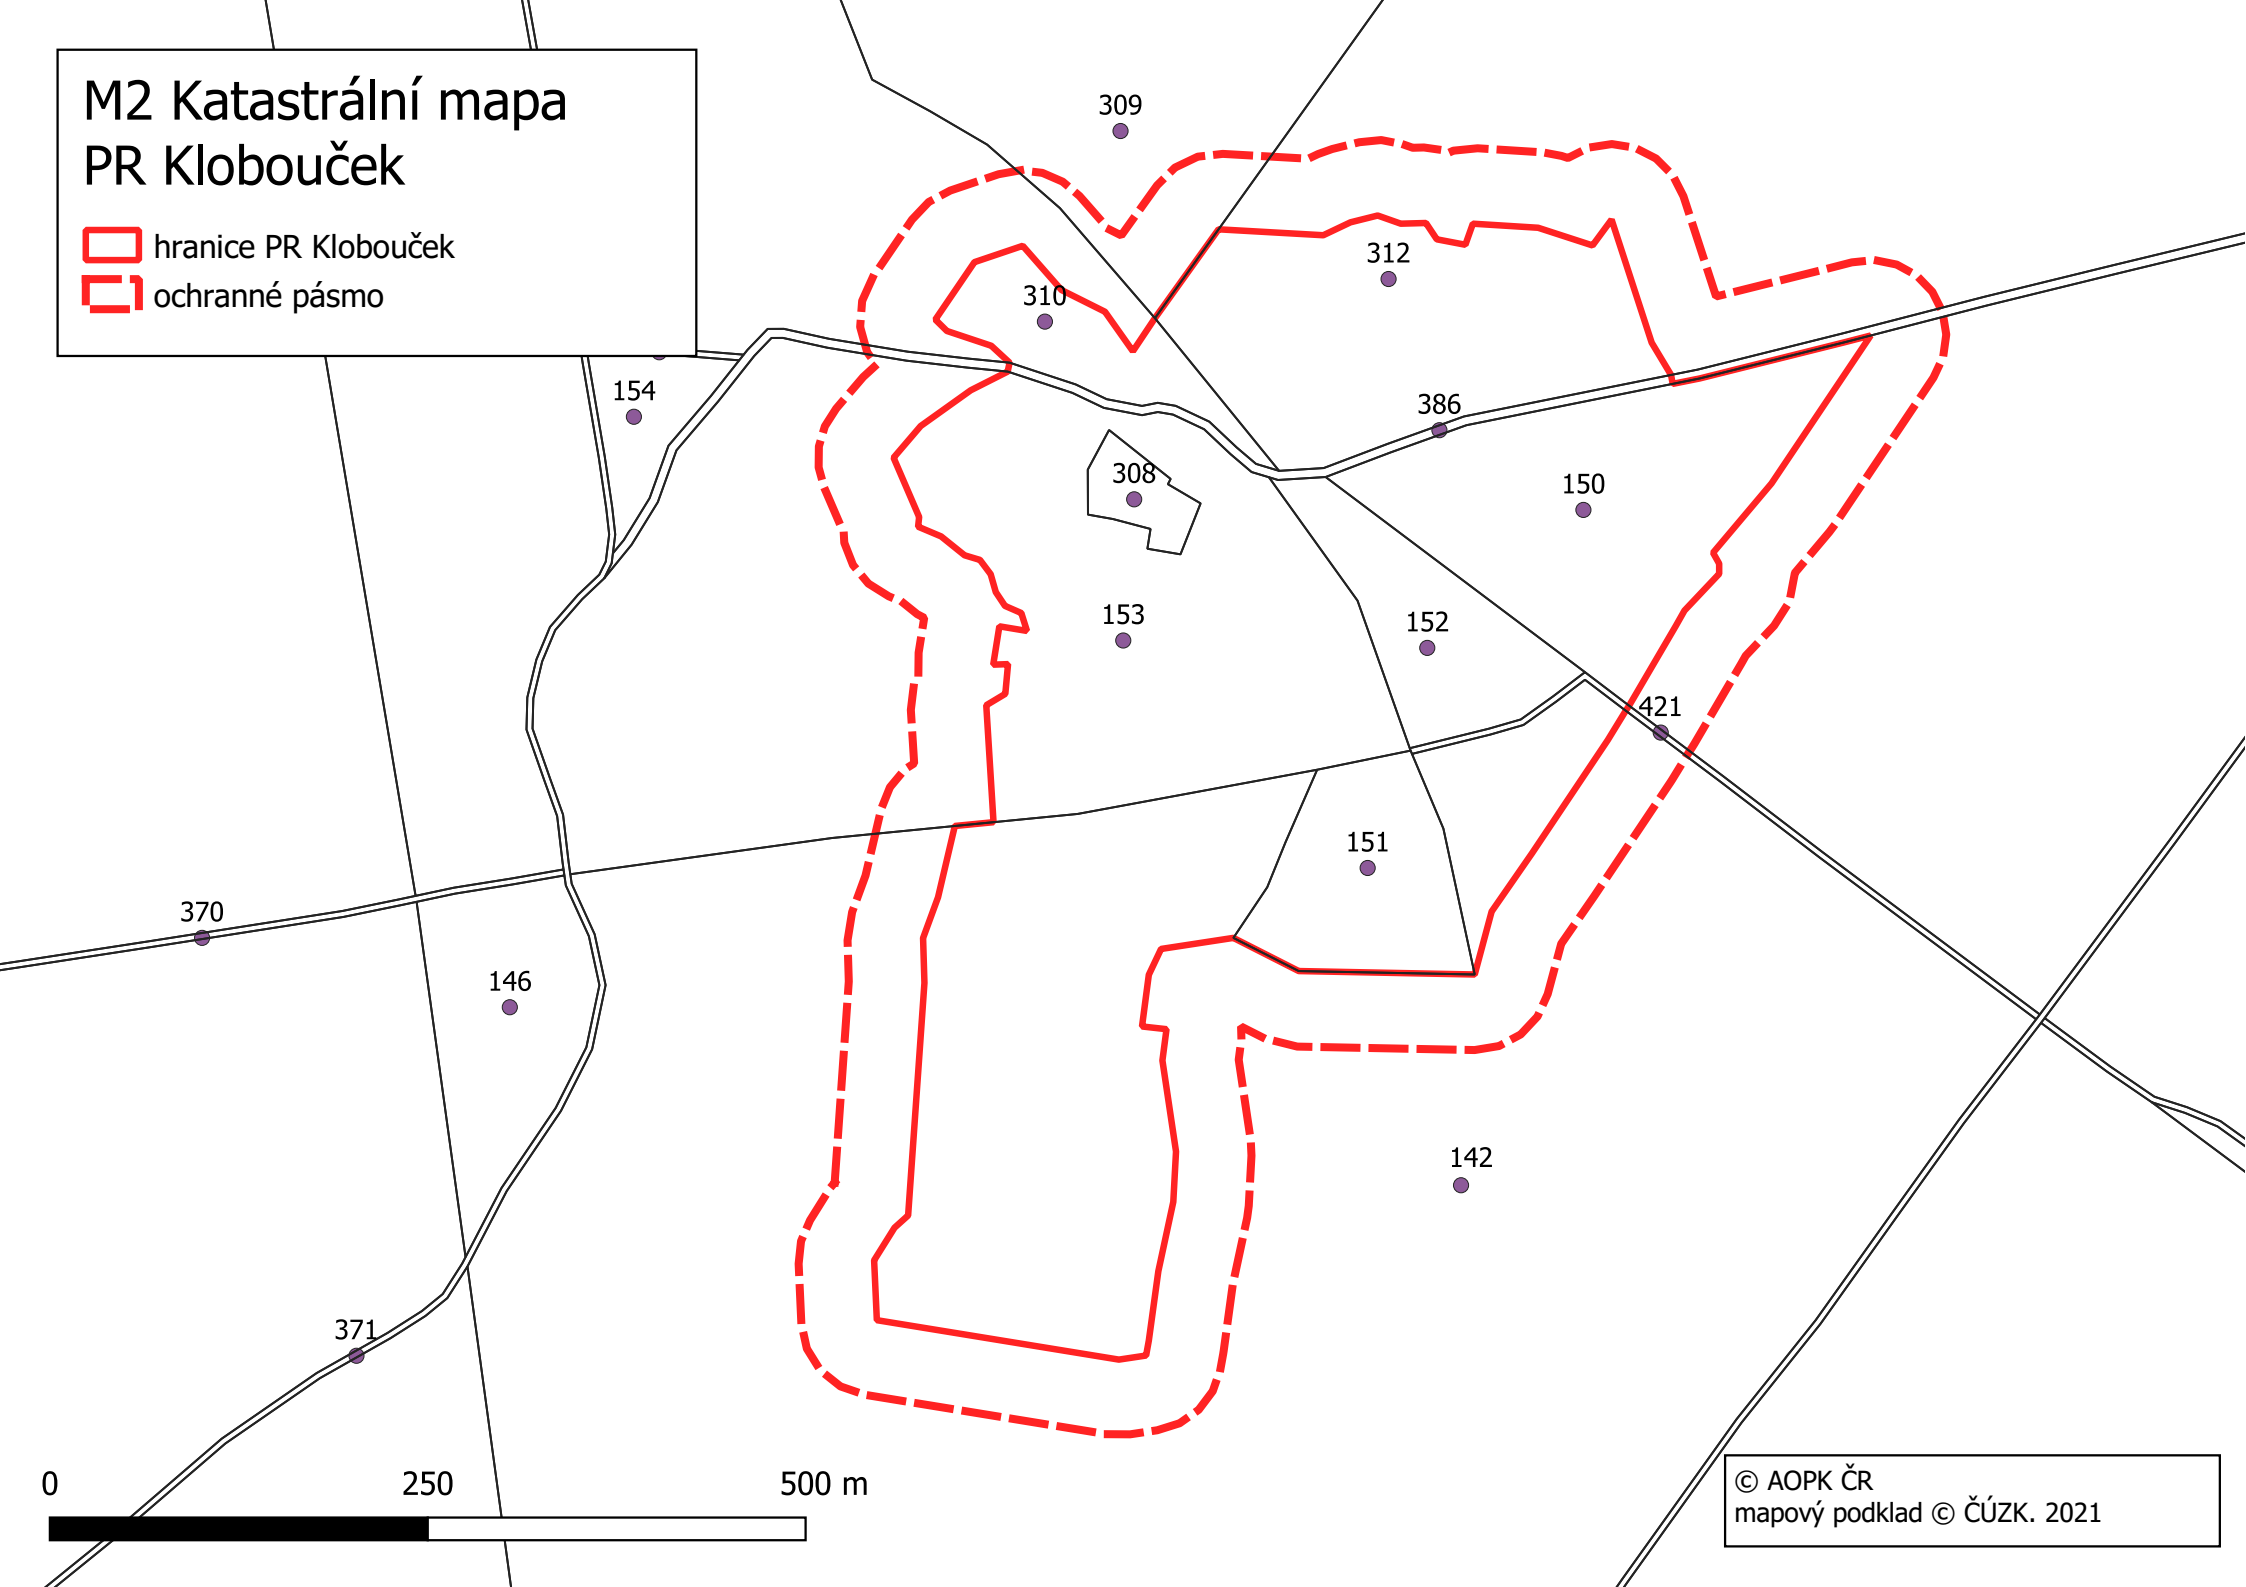 M2 Katastrální mapa
PR Klobouček
hranice PR Klobouček
ochranné pásmo
309
312
310
154
386
308
150
153
152
421
151
370
146
142
371
0 250 500 m
© AOPK ČR
mapový podklad © ČÚZK. 2021